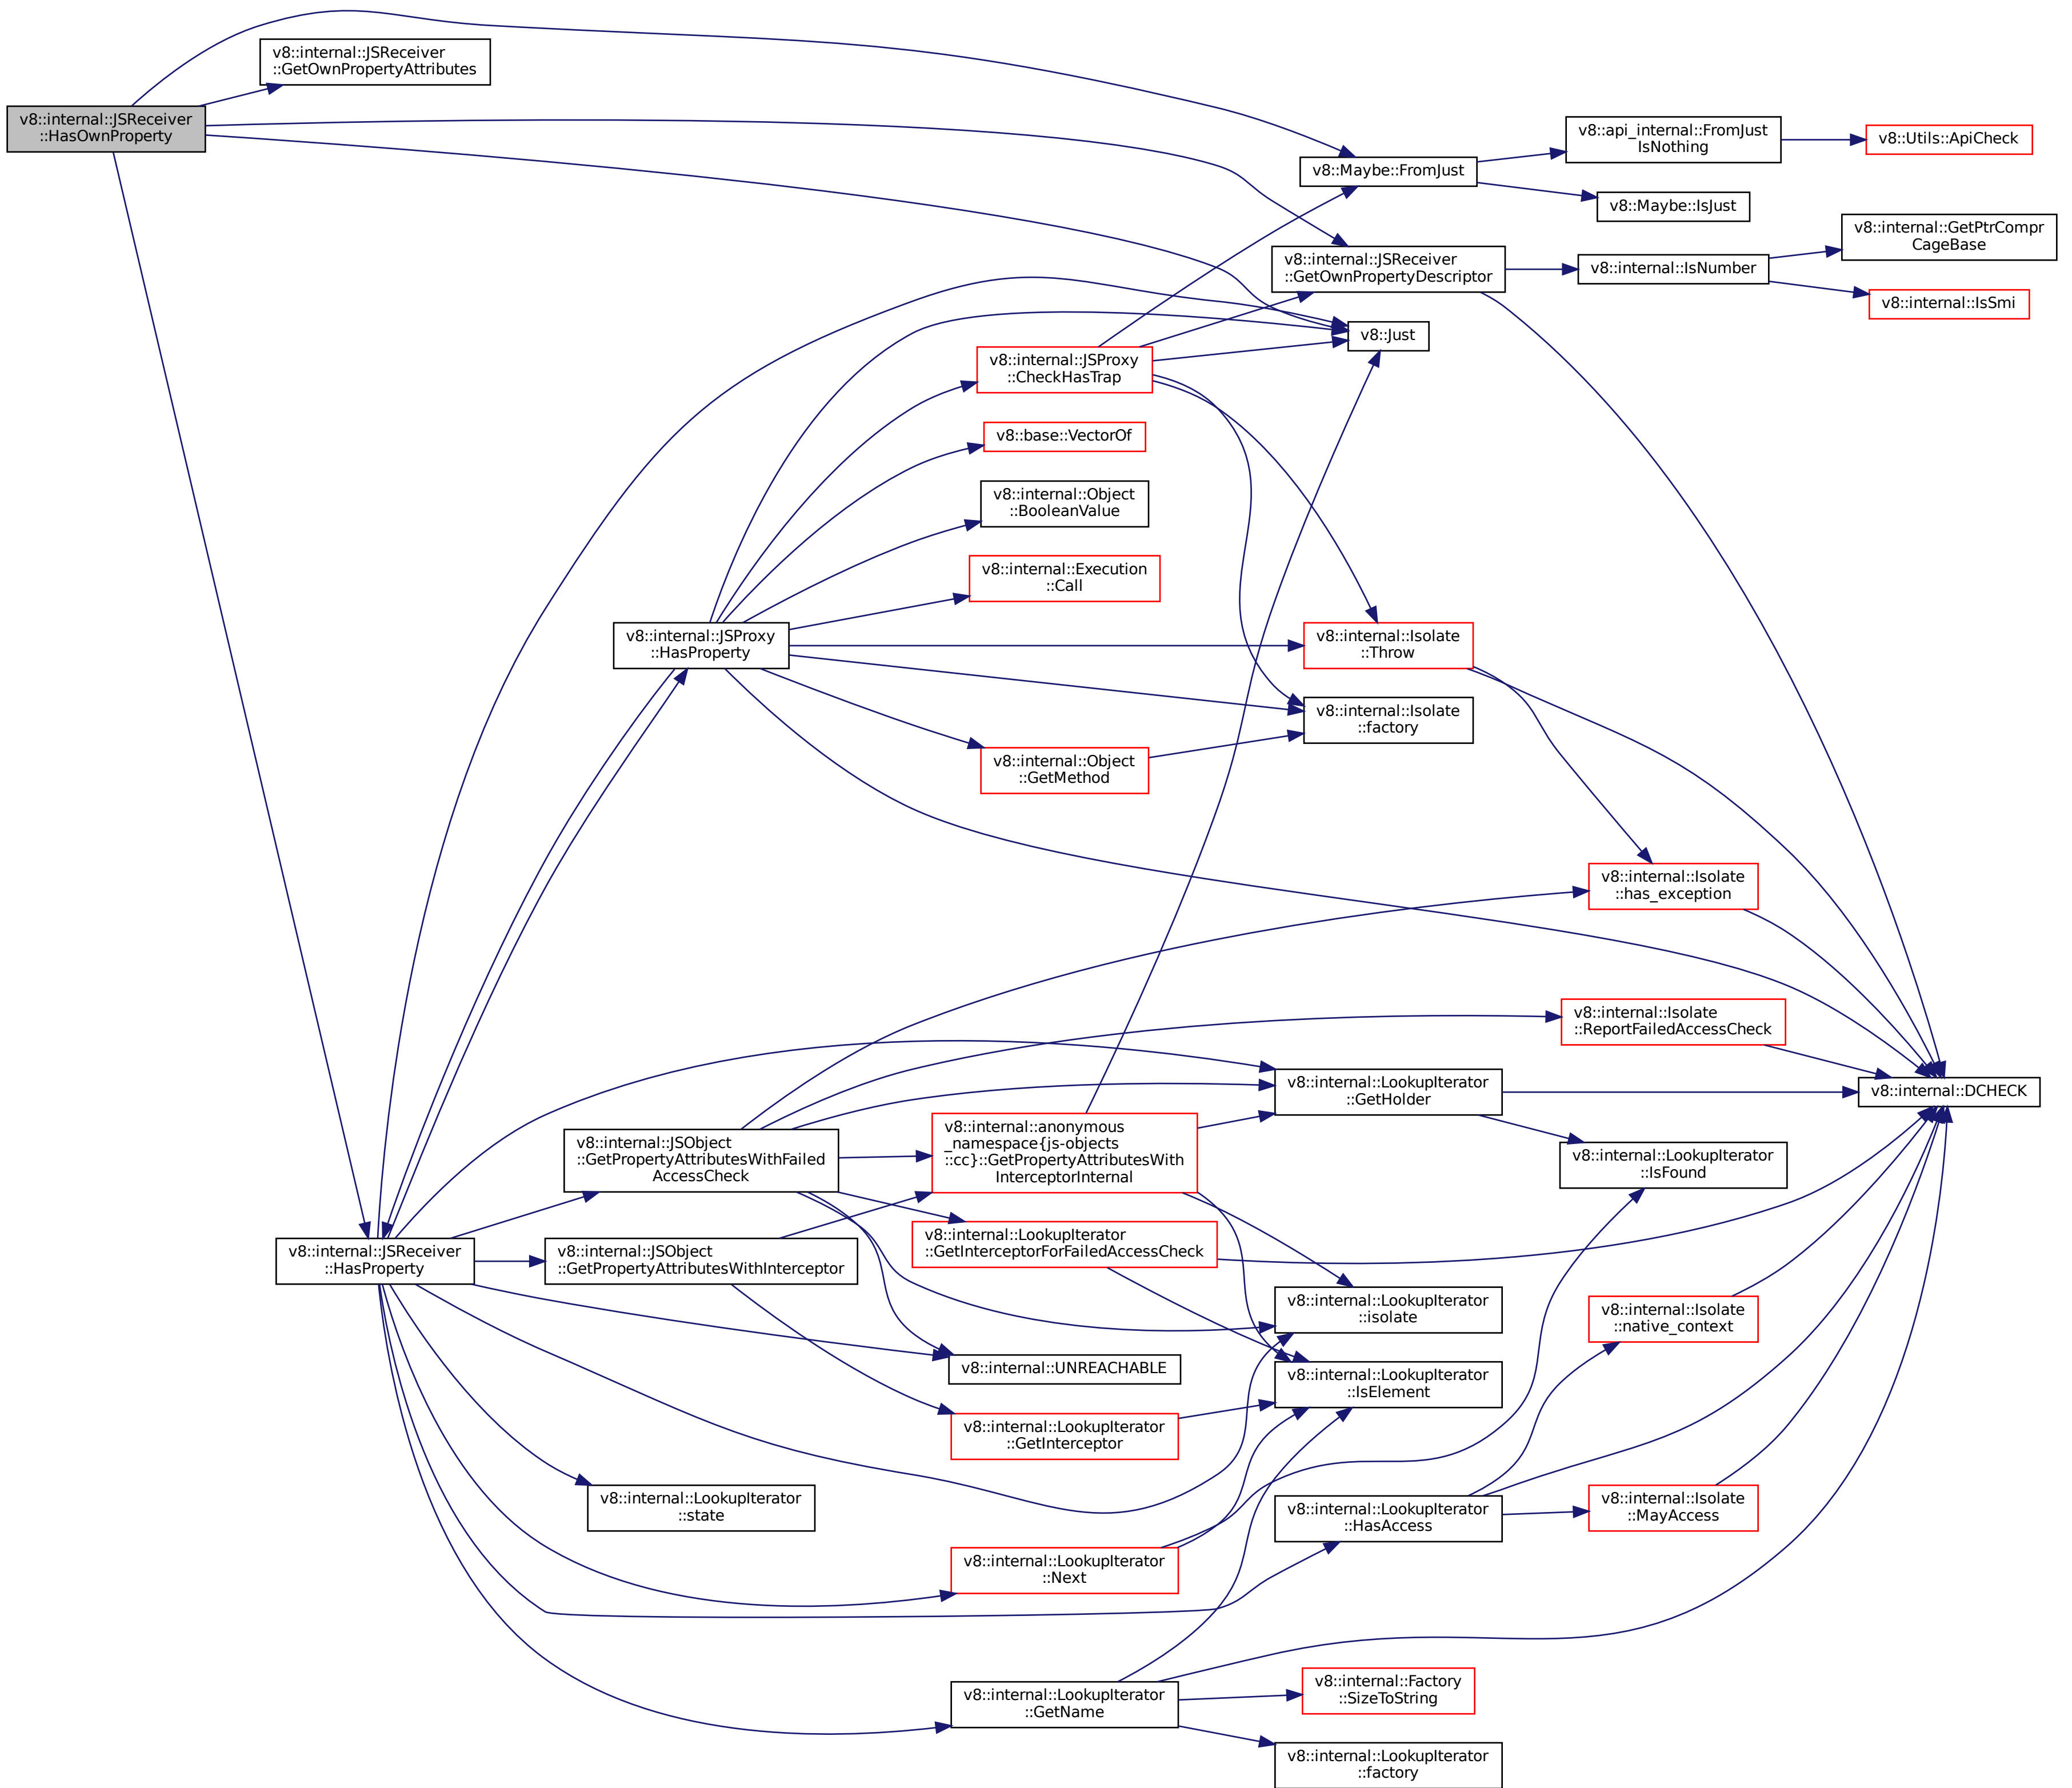 v8::internal::JSReceiver
::HasOwnProperty
v8::internal::JSReceiver
::GetOwnPropertyAttributes
v8::Maybe::FromJust
v8::api_internal::FromJust
IsNothing
v8::Utils::ApiCheck
v8::Maybe::IsJust
v8::internal::JSReceiver
::GetOwnPropertyDescriptor
v8::internal::IsNumber
v8::internal::GetPtrCompr
CageBase
v8::internal::IsSmi
v8::Just
v8::internal::JSProxy
::CheckHasTrap
v8::base::VectorOf
v8::internal::Object
::BooleanValue
v8::internal::Execution
::Call
v8::internal::JSProxy
::HasProperty
v8::internal::Isolate
::Throw
v8::internal::Isolate
::factory
v8::internal::Object
::GetMethod
v8::internal::Isolate
::has_exception
v8::internal::Isolate
::ReportFailedAccessCheck
v8::internal::LookupIterator
::GetHolder
v8::internal::DCHECK
v8::internal::JSObject
::GetPropertyAttributesWithFailed
AccessCheck
v8::internal::anonymous
_namespace{js-objects
::cc}::GetPropertyAttributesWith
InterceptorInternal
v8::internal::LookupIterator
::IsFound
v8::internal::JSReceiver
::HasProperty
v8::internal::JSObject
::GetPropertyAttributesWithInterceptor
v8::internal::LookupIterator
::GetInterceptorForFailedAccessCheck
v8::internal::LookupIterator
::isolate
v8::internal::Isolate
::native_context
v8::internal::UNREACHABLE
v8::internal::LookupIterator
::IsElement
v8::internal::LookupIterator
::GetInterceptor
v8::internal::LookupIterator
::state
v8::internal::LookupIterator
::HasAccess
v8::internal::Isolate
::MayAccess
v8::internal::LookupIterator
::Next
v8::internal::LookupIterator
::GetName
v8::internal::Factory
::SizeToString
v8::internal::LookupIterator
::factory